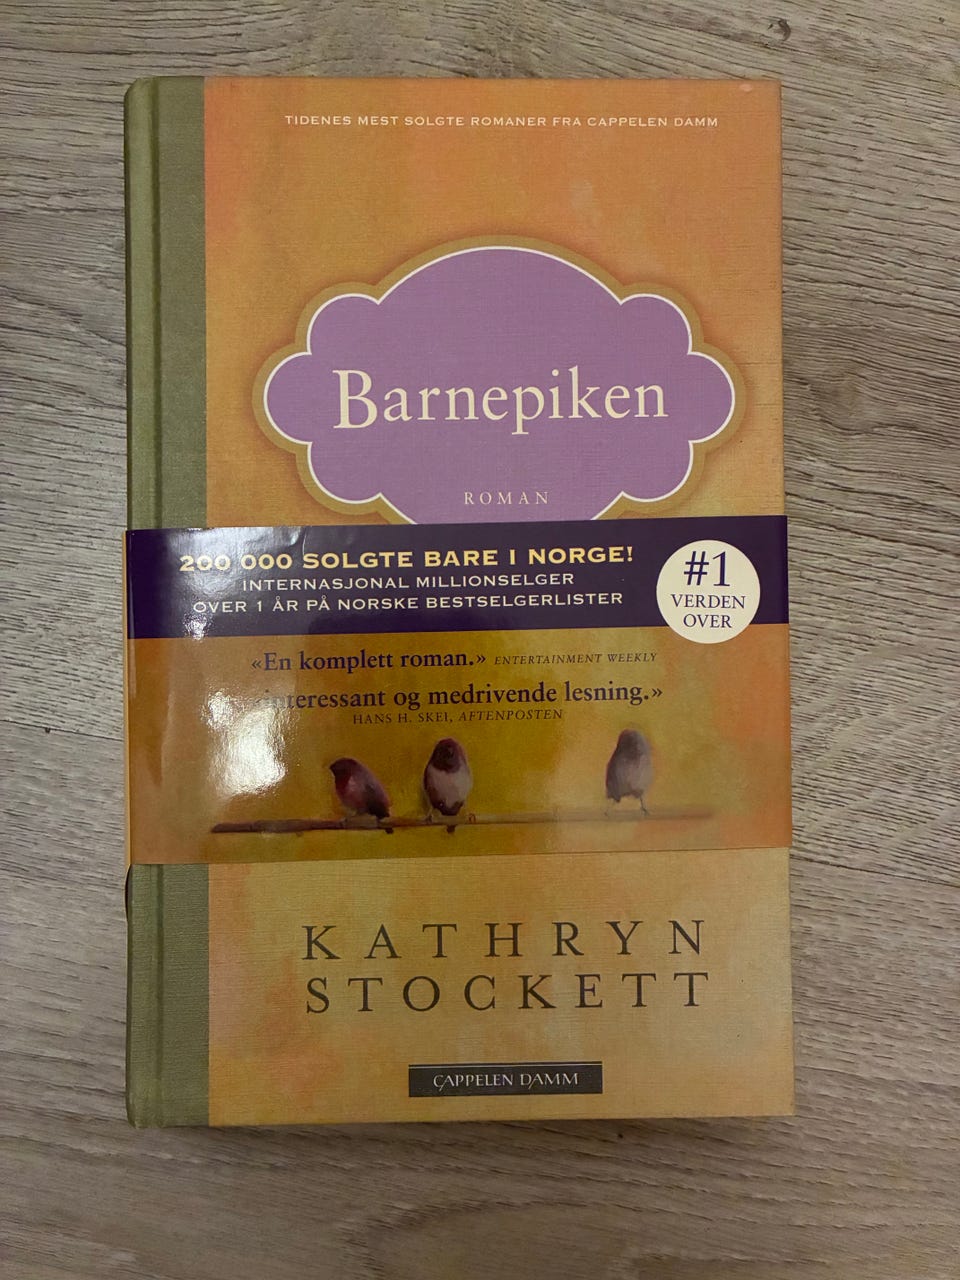 TIDENES MEST SOLGTE ROMANER FRA CAPPELEN DAMM
Barnepiken
ROMAN
200 000 SOLGTE BARE I NORGE!
INTERNASJONAL MILLIONSELGER
OVER 1 ÅR PÅ NORSKE BESTSELGERLISTER
#1
VERDEN
OVER
«En komplett roman.» ENTERTAINMENT WEEKLY
interessant og medrivende lesning.»
HANS H. SKEI, AFTENPOSTEN
KATHRYN
STOCKETT
CAPPELEN DAMM